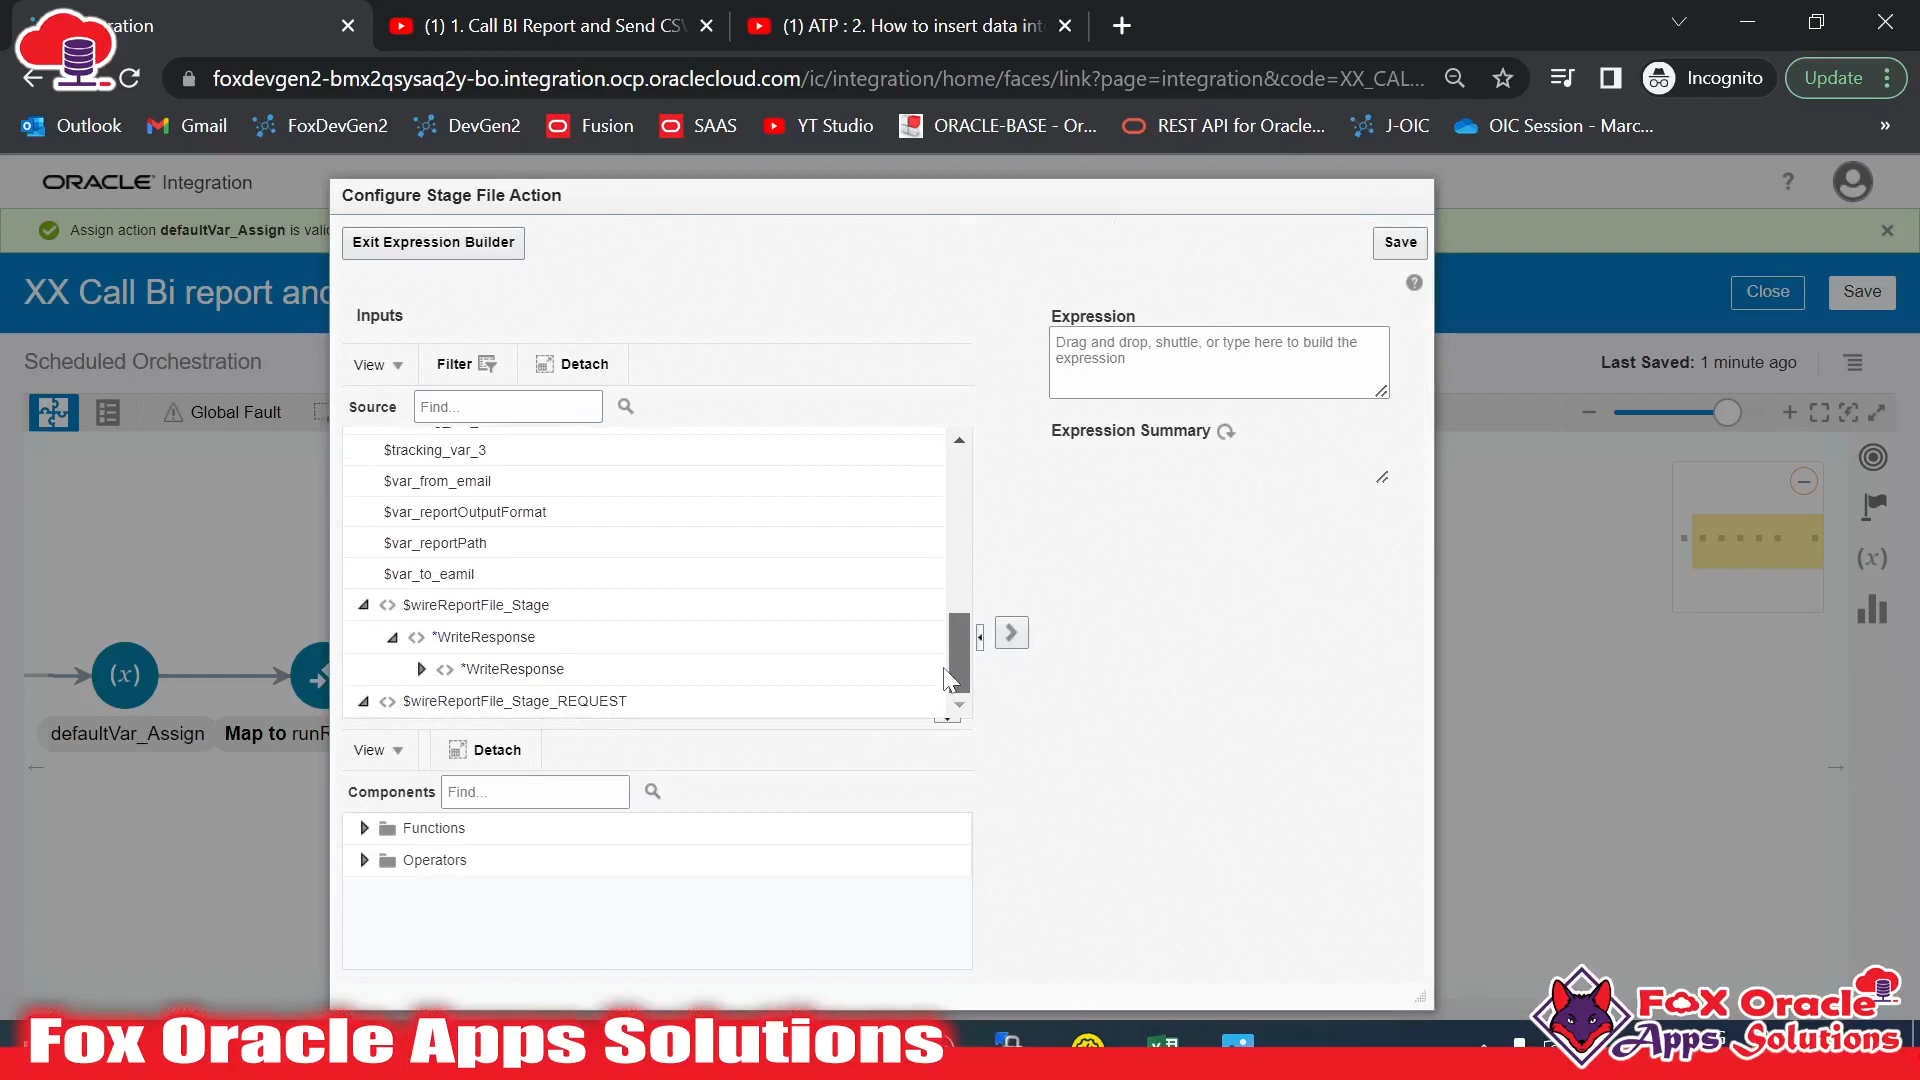 ration
(1) 1. Call BI Report and Send CSV
(1) ATP : 2. How to insert data int
foxdevgen2-bmx2qsysaq2y-bo.integration.ocp.oraclecloud.com/ic/integration/home/faces/link?page=integration&code=XX_CAL...
Incognito
Update
Outlook
Gmail
FoxDevGen2
DevGen2
Fusion
SAAS
YT Studio
ORACLE-BASE - Or...
REST API for Oracle...
J-OIC
OIC Session - Marc...
»
ORACLE Integration
Configure Stage File Action
Assign action defaultVar_Assign is vali
Exit Expression Builder
Save
XX Call Bi report and
Close
Save
Inputs
Expression
Drag and drop, shuttle, or type here to build the
expression
Scheduled Orchestration
View
Filter
Detach
Last Saved: 1 minute ago
Source
Find...
Global Fault
Expression Summary
$tracking_var_3
$var_from_email
$var_reportOutputFormat
$var_reportPath
$var_to_eamil
$wireReportFile_Stage
*WriteResponse
*WriteResponse
$wireReportFile_Stage_REQUEST
(x)
(x)
defaultVar_Assign
Map to runR
View
Detach
Components
Find...
Functions
Operators
Fox Oracle Apps Solutions
FOX Oracle
Apps Solutions